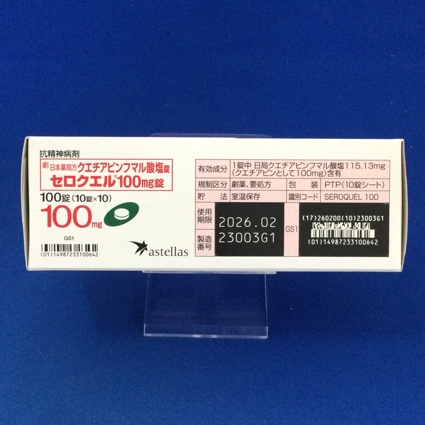 抗精神病剤
劇 日本薬局方 クエチアピンフマル酸塩錠
セロクエル®100mg錠
100錠(10錠×10)
100mg
GS1
(01)14987233100642
astellas
有効成分 1錠中 日局クエチアピンフマル酸塩115.13mg
(クエチアピンとして100mg)含有
規制区分 劇薬、要処方 包装 PTP(10錠シート)
貯法 室温保存 識別コード SEROQUEL 100
使用期限 2026.02
製造番号 23003G1
GS1
(17)260200(10)23003G1
(01)14987233100642